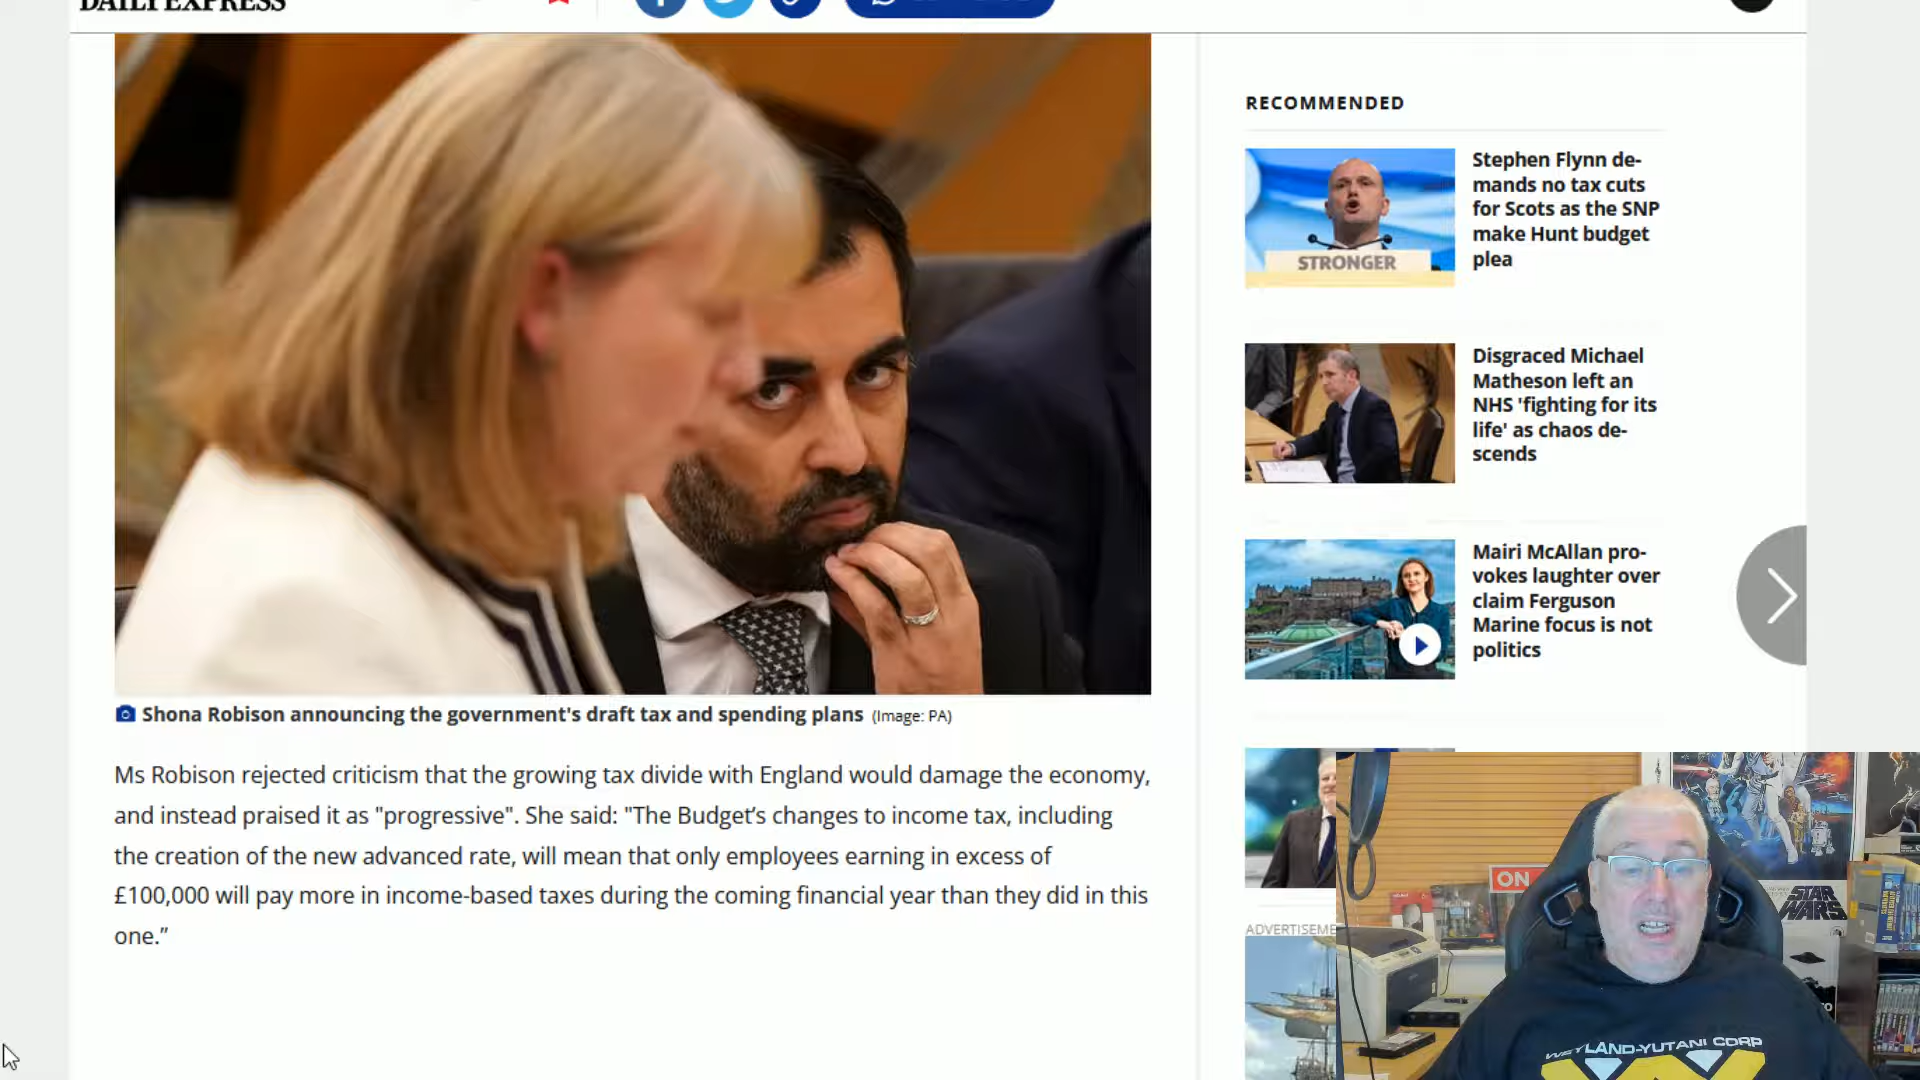 DAILY EXPRESS
RECOMMENDED
Stephen Flynn de-
mands no tax cuts
for Scots as the SNP
make Hunt budget
plea
STRONGER
Disgraced Michael
Matheson left an
NHS 'fighting for its
life' as chaos de-
scends
Mairi McAllan pro-
vokes laughter over
claim Ferguson
Marine focus is not
politics
Shona Robison announcing the government's draft tax and spending plans (Image: PA)
Ms Robison rejected criticism that the growing tax divide with England would damage the economy,
and instead praised it as "progressive". She said: "The Budget’s changes to income tax, including
the creation of the new advanced rate, will mean that only employees earning in excess of
£100,000 will pay more in income-based taxes during the coming financial year than they did in this
one.”
ADVERTISEME
ON
STAR
WARS
WEYLAND-YUTANI CORP